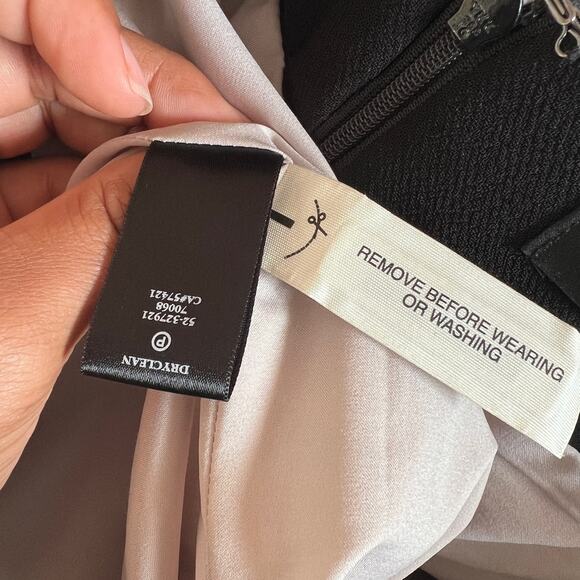 DRYCLEAN
P
52-327921
70068
CA#57421
REMOVE BEFORE WEARING
OR WASHING